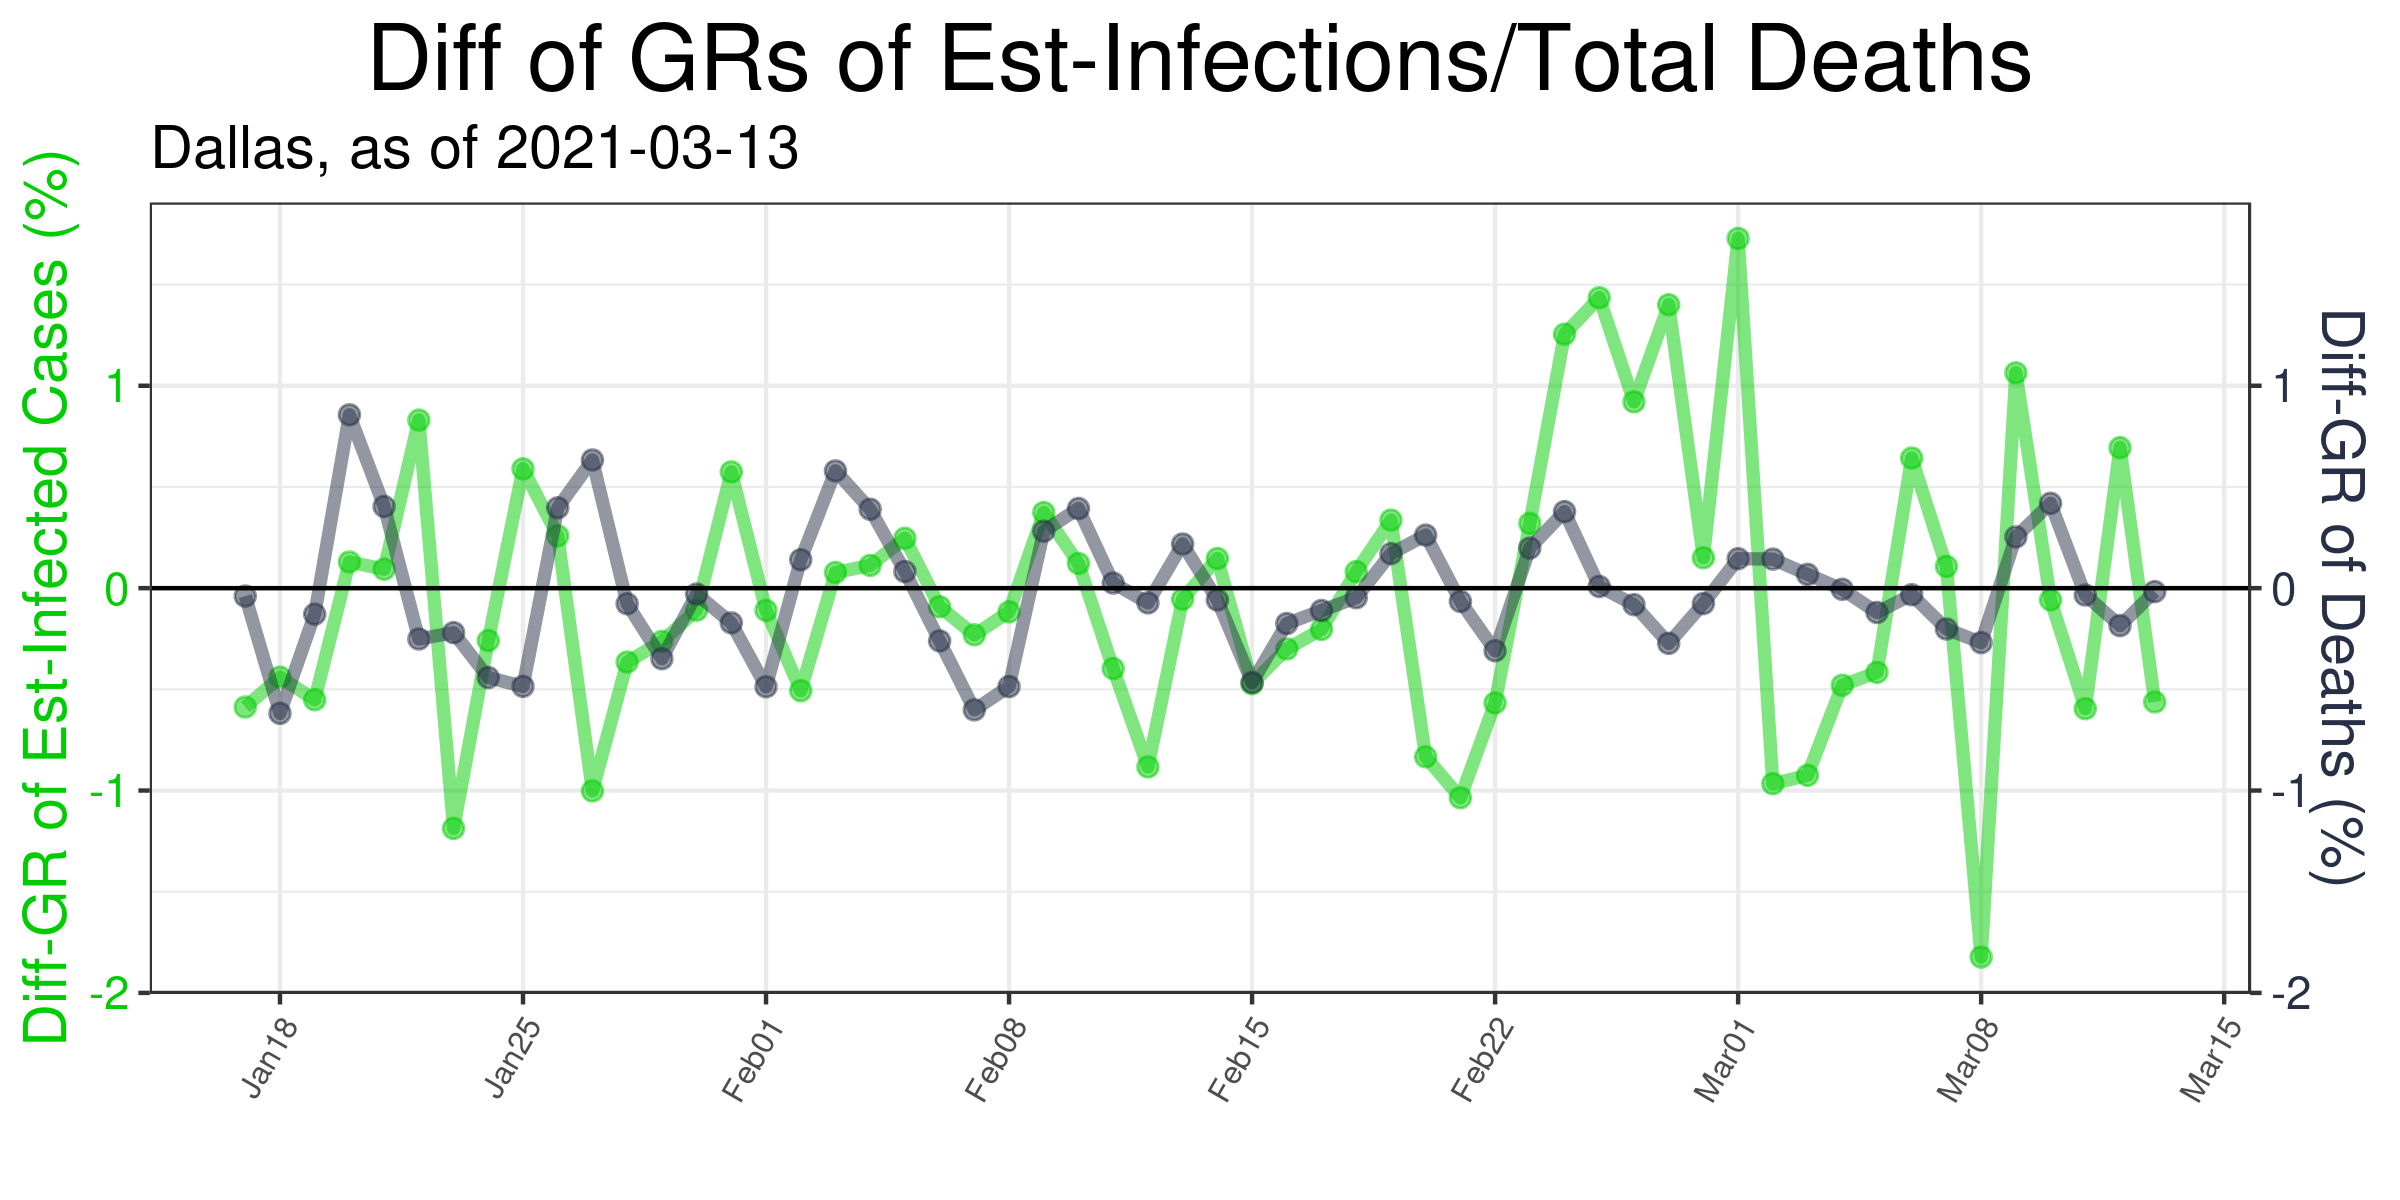 Diff of GRs of Est-Infections/Total Deaths
Dallas, as of 2021-03-13
Diff-GR of Est-Infected Cases (%)
1
0
-1
-2
1
0
-1
-2
Diff-GR of Deaths (%)
Jan18
Jan25
Feb01
Feb08
Feb15
Feb22
Mar01
Mar08
Mar15